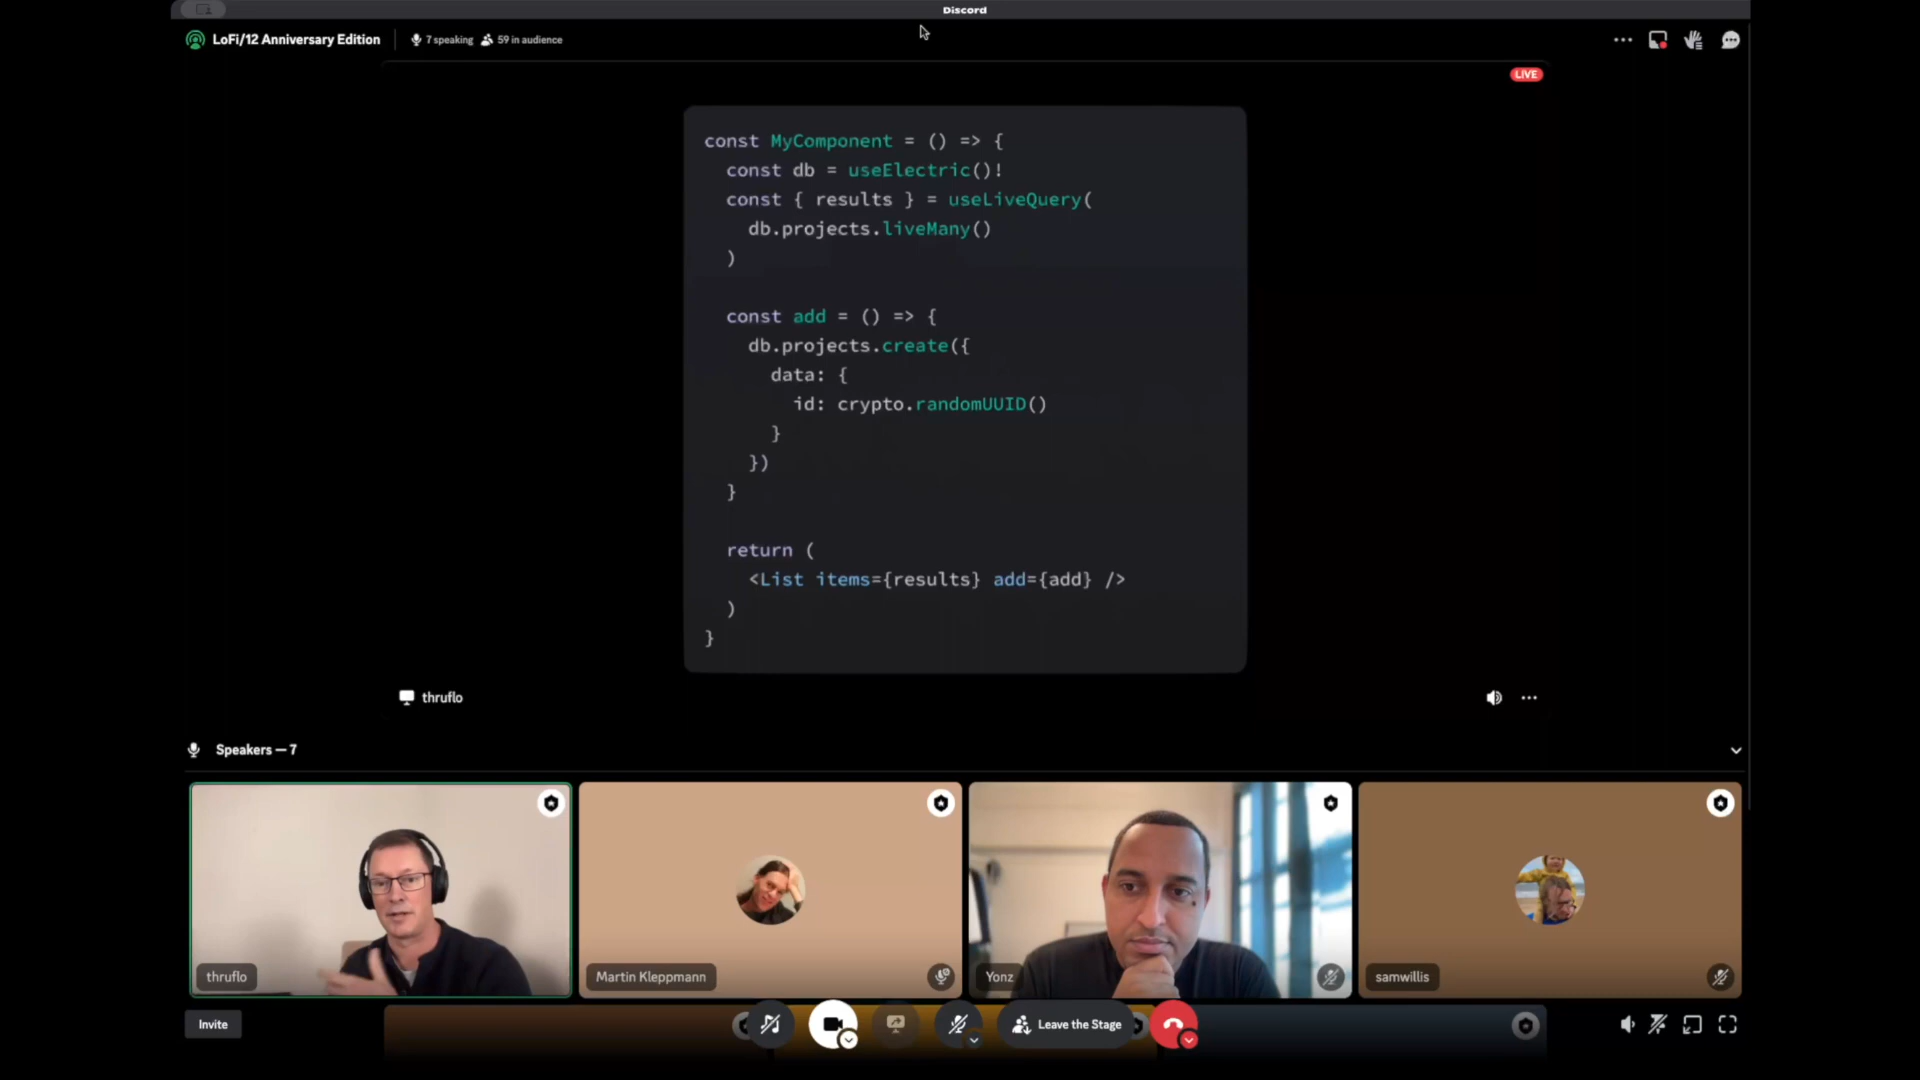 Discord
LoFi/12 Anniversary Edition
7 speaking
59 in audience
LIVE
const MyComponent = () => {
  const db = useElectric()!
  const { results } = useLiveQuery(
    db.projects.liveMany()
  )
  const add = () => {
    db.projects.create({
      data: {
        id: crypto.randomUUID()
      }
    })
  }
  return (
    <List items={results} add={add} />
  )
}
thruflo
Speakers — 7
thruflo
Martin Kleppmann
Yonz
samwillis
Invite
Leave the Stage